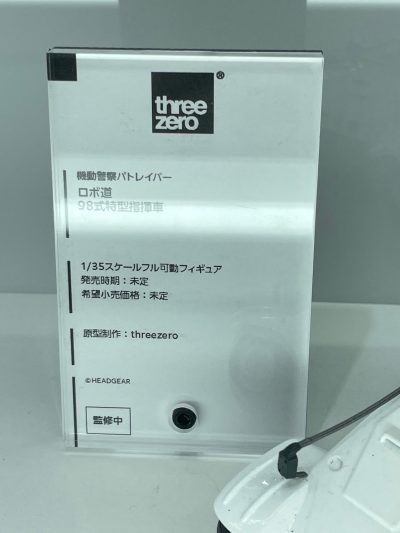 three
zero®
機動警察パトレイバー
ロボ道
98式特型指揮車
1/35スケールフル可動フィギュア
発売時期：未定
希望小売価格：未定
原型制作：threezero
©HEADGEAR
監修中